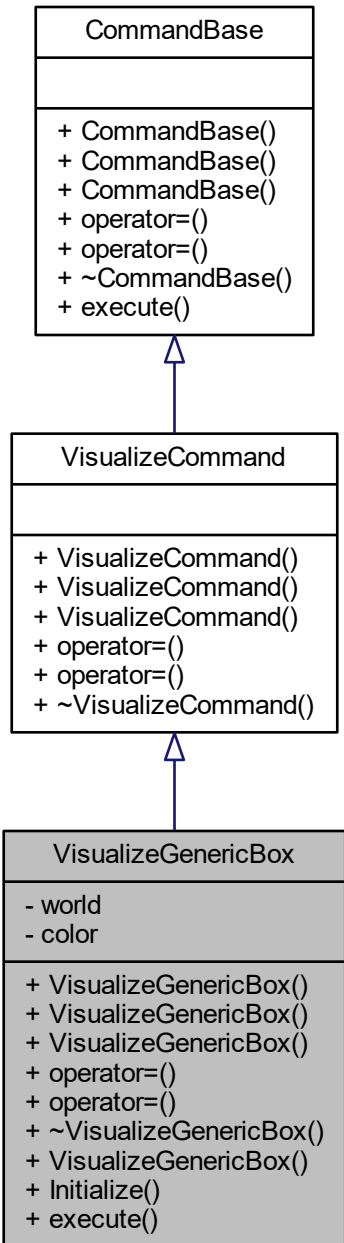 CommandBase
+ CommandBase()
+ CommandBase()
+ CommandBase()
+ operator=()
+ operator=()
+ ~CommandBase()
+ execute()
VisualizeCommand
+ VisualizeCommand()
+ VisualizeCommand()
+ VisualizeCommand()
+ operator=()
+ operator=()
+ ~VisualizeCommand()
VisualizeGenericBox
- world
- color
+ VisualizeGenericBox()
+ VisualizeGenericBox()
+ VisualizeGenericBox()
+ operator=()
+ operator=()
+ ~VisualizeGenericBox()
+ VisualizeGenericBox()
+ Initialize()
+ execute()